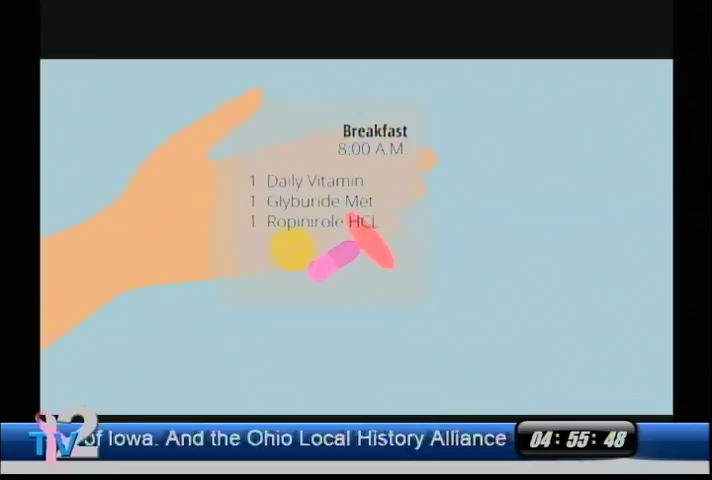 Breakfast
8:00 A.M.
1 Daily Vitamin
1 Glyburide Met
1 Ropinirole HCL
TV2
of Iowa. And the Ohio Local History Alliance
04:55:48